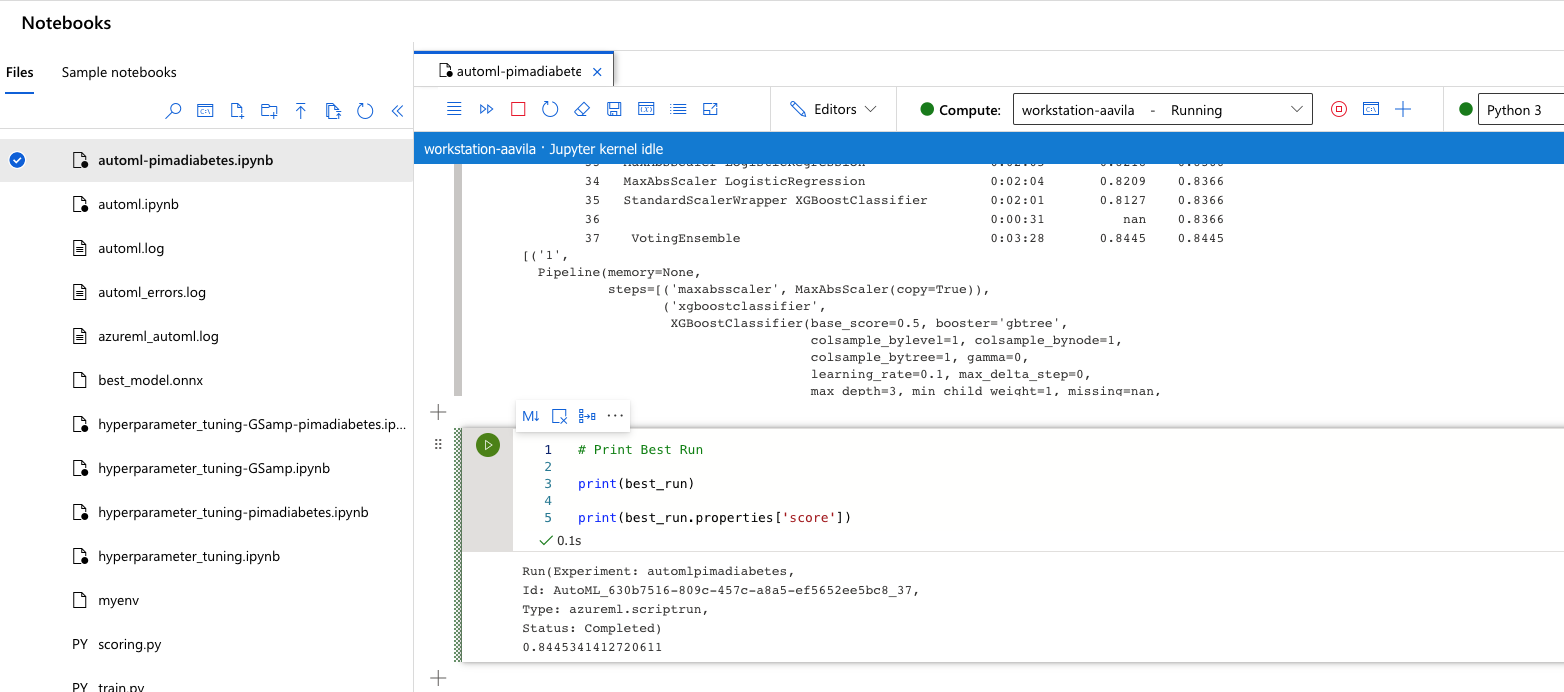 Notebooks
Files
Sample notebooks
automl-pimadiabetes.ipynb
automl.ipynb
automl.log
automl_errors.log
azureml_automl.log
best_model.onnx
hyperparameter_tuning-GSamp-pimadiabetes.ip...
hyperparameter_tuning-GSamp.ipynb
hyperparameter_tuning-pimadiabetes.ipynb
hyperparameter_tuning.ipynb
myenv
PY scoring.py
PY train.py
automl-pimadiabete
Editors
Compute: workstation-aavila - Running
Python 3
workstation-aavila · Jupyter kernel idle
34 MaxAbsScaler LogisticRegression 0:02:04 0.8209 0.8366
35 StandardScalerWrapper XGBoostClassifier 0:02:01 0.8127 0.8366
36 0:00:31 nan 0.8366
37 VotingEnsemble 0:03:28 0.8445 0.8445
[('1',
Pipeline(memory=None,
steps=[('maxabsscaler', MaxAbsScaler(copy=True)),
('xgboostclassifier',
XGBoostClassifier(base_score=0.5, booster='gbtree',
colsample_bylevel=1, colsample_bynode=1,
colsample_bytree=1, gamma=0,
learning_rate=0.1, max_delta_step=0,
max_depth=3, min_child_weight=1, missing=nan,
M↓
1 # Print Best Run
2
3 print(best_run)
4
5 print(best_run.properties['score'])
0.1s
Run(Experiment: automlpimadiabetes,
Id: AutoML_630b7516-809c-457c-a8a5-ef5652ee5bc8_37,
Type: azureml.scriptrun,
Status: Completed)
0.8445341412720611